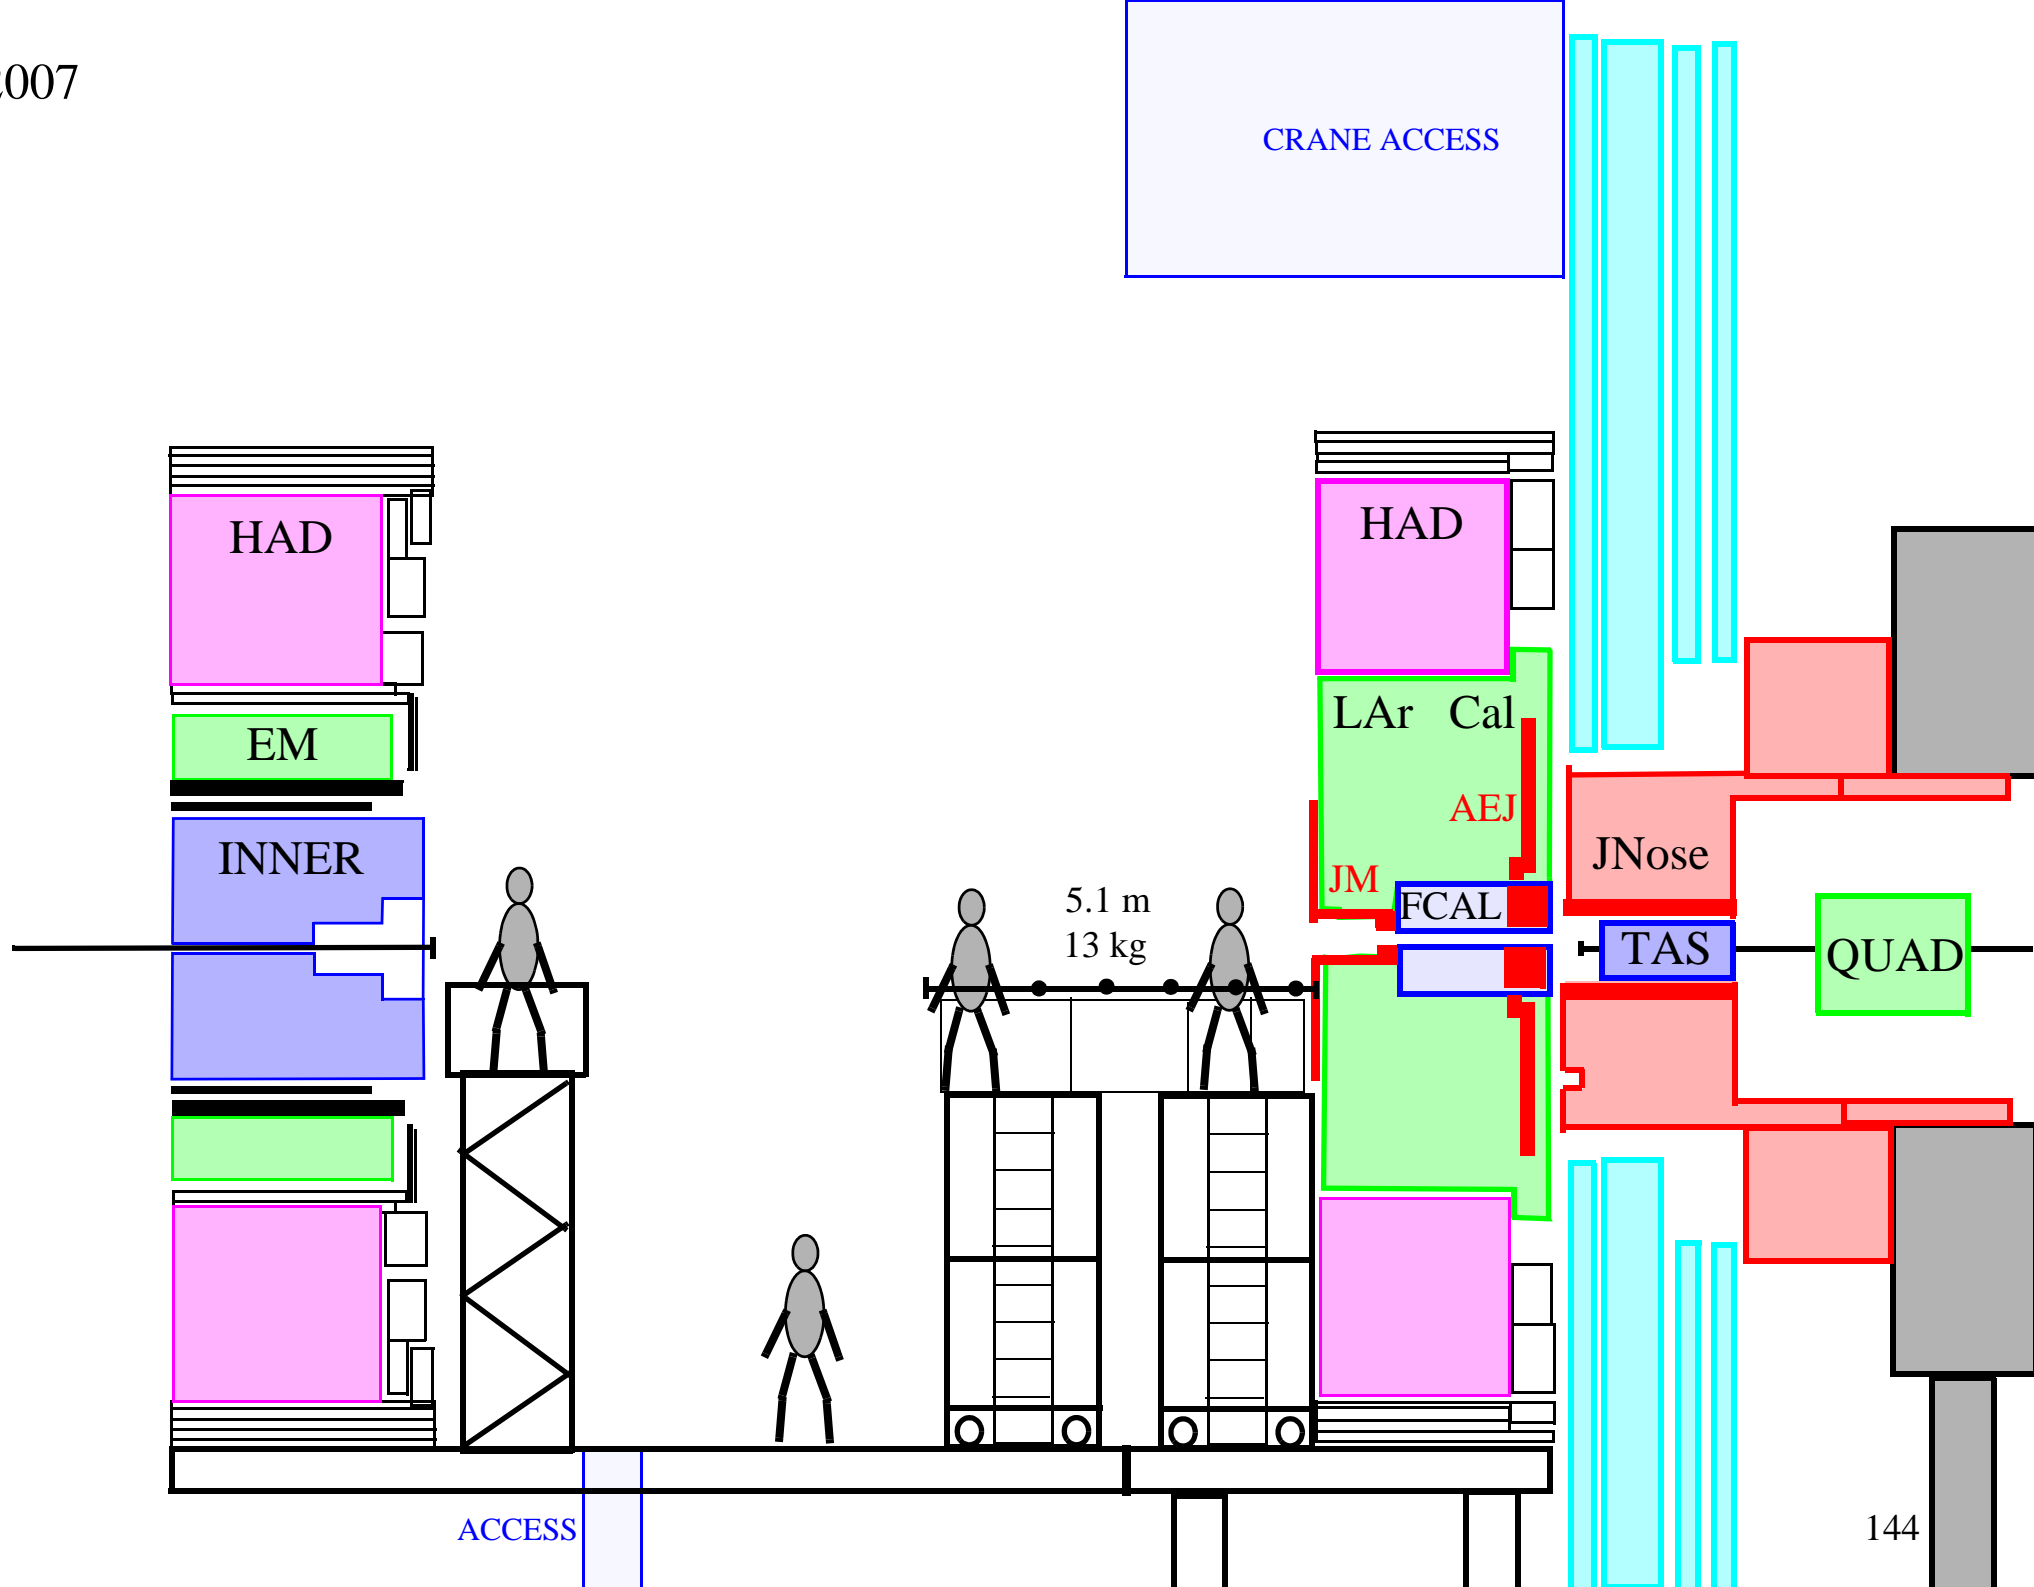 CRANE ACCESS
HAD
HAD
LAr Cal
EM
AEJ
INNER
JNose
JM
5.1 m
FCAL
13 kg
TAS
QUAD
ACCESS
144